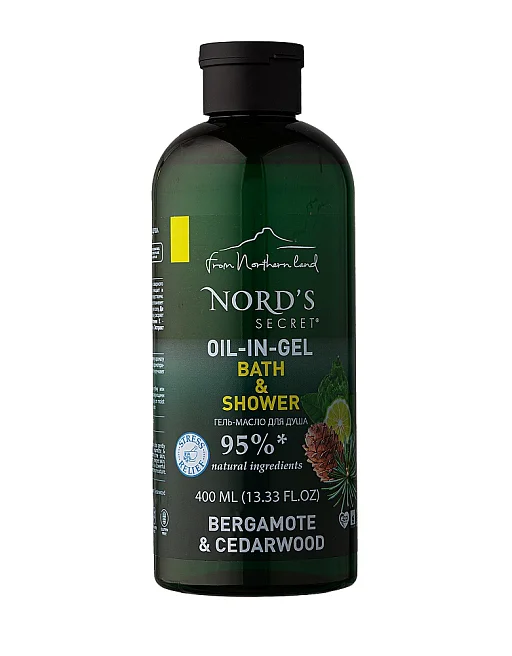 From Northern land
NORD'S
SECRET®
OIL-IN-GEL
BATH
&
SHOWER
ГЕЛЬ-МАСЛО ДЛЯ ДУША
95%*
natural ingredients
STRESS
RELIEF
400 ML (13.33 FL.OZ)
BERGAMOTE
& CEDARWOOD